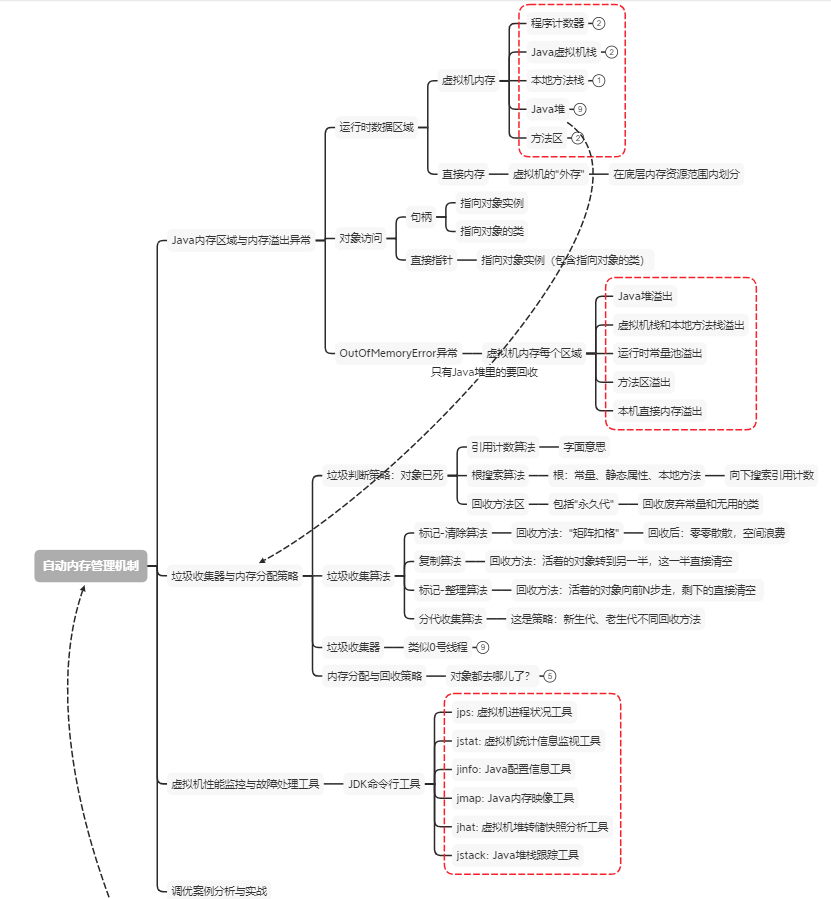 自动内存管理机制
Java内存区域与内存溢出异常
运行时数据区域
虚拟机内存
程序计数器 2
Java虚拟机栈 2
本地方法栈 1
Java堆 9
方法区 2
直接内存
虚拟机的"外存"
在底层内存资源范围内划分
对象访问
句柄
指向对象实例
指向对象的类
直接指针
指向对象实例（包含指向对象的类）
OutOfMemoryError异常
虚拟机内存每个区域
Java堆溢出
虚拟机栈和本地方法栈溢出
运行时常量池溢出
方法区溢出
本机直接内存溢出
只有Java堆里的要回收
垃圾收集器与内存分配策略
垃圾判断策略：对象已死
引用计数算法
字面意思
根搜索算法
根：常量、静态属性、本地方法
向下搜索引用计数
回收方法区
包括"永久代"
回收废弃常量和无用的类
垃圾收集算法
标记-清除算法
回收方法："矩阵扣格"
回收后：零零散散，空间浪费
复制算法
回收方法：活着的对象转到另一半，这一半直接清空
标记-整理算法
回收方法：活着的对象向前N步走，剩下的直接清空
分代收集算法
这是策略：新生代、老生代不同回收方法
垃圾收集器
类似0号线程 9
内存分配与回收策略
对象都去哪儿了？ 5
虚拟机性能监控与故障处理工具
JDK命令行工具
jps: 虚拟机进程状况工具
jstat: 虚拟机统计信息监视工具
jinfo: Java配置信息工具
jmap: Java内存映像工具
jhat: 虚拟机堆转储快照分析工具
jstack: Java堆栈跟踪工具
调优案例分析与实战